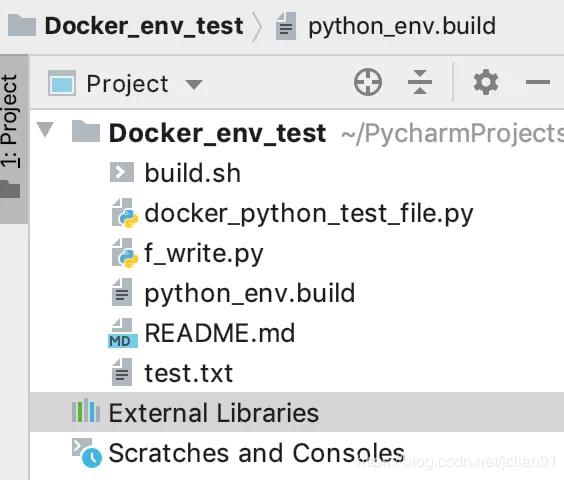 Docker_env_test python_env.build
1: Project
Project
Docker_env_test ~/PycharmProjects
build.sh
docker_python_test_file.py
f_write.py
python_env.build
MD README.md
test.txt
External Libraries
Scratches and Consoles
https://blog.csdn.net/jclian91